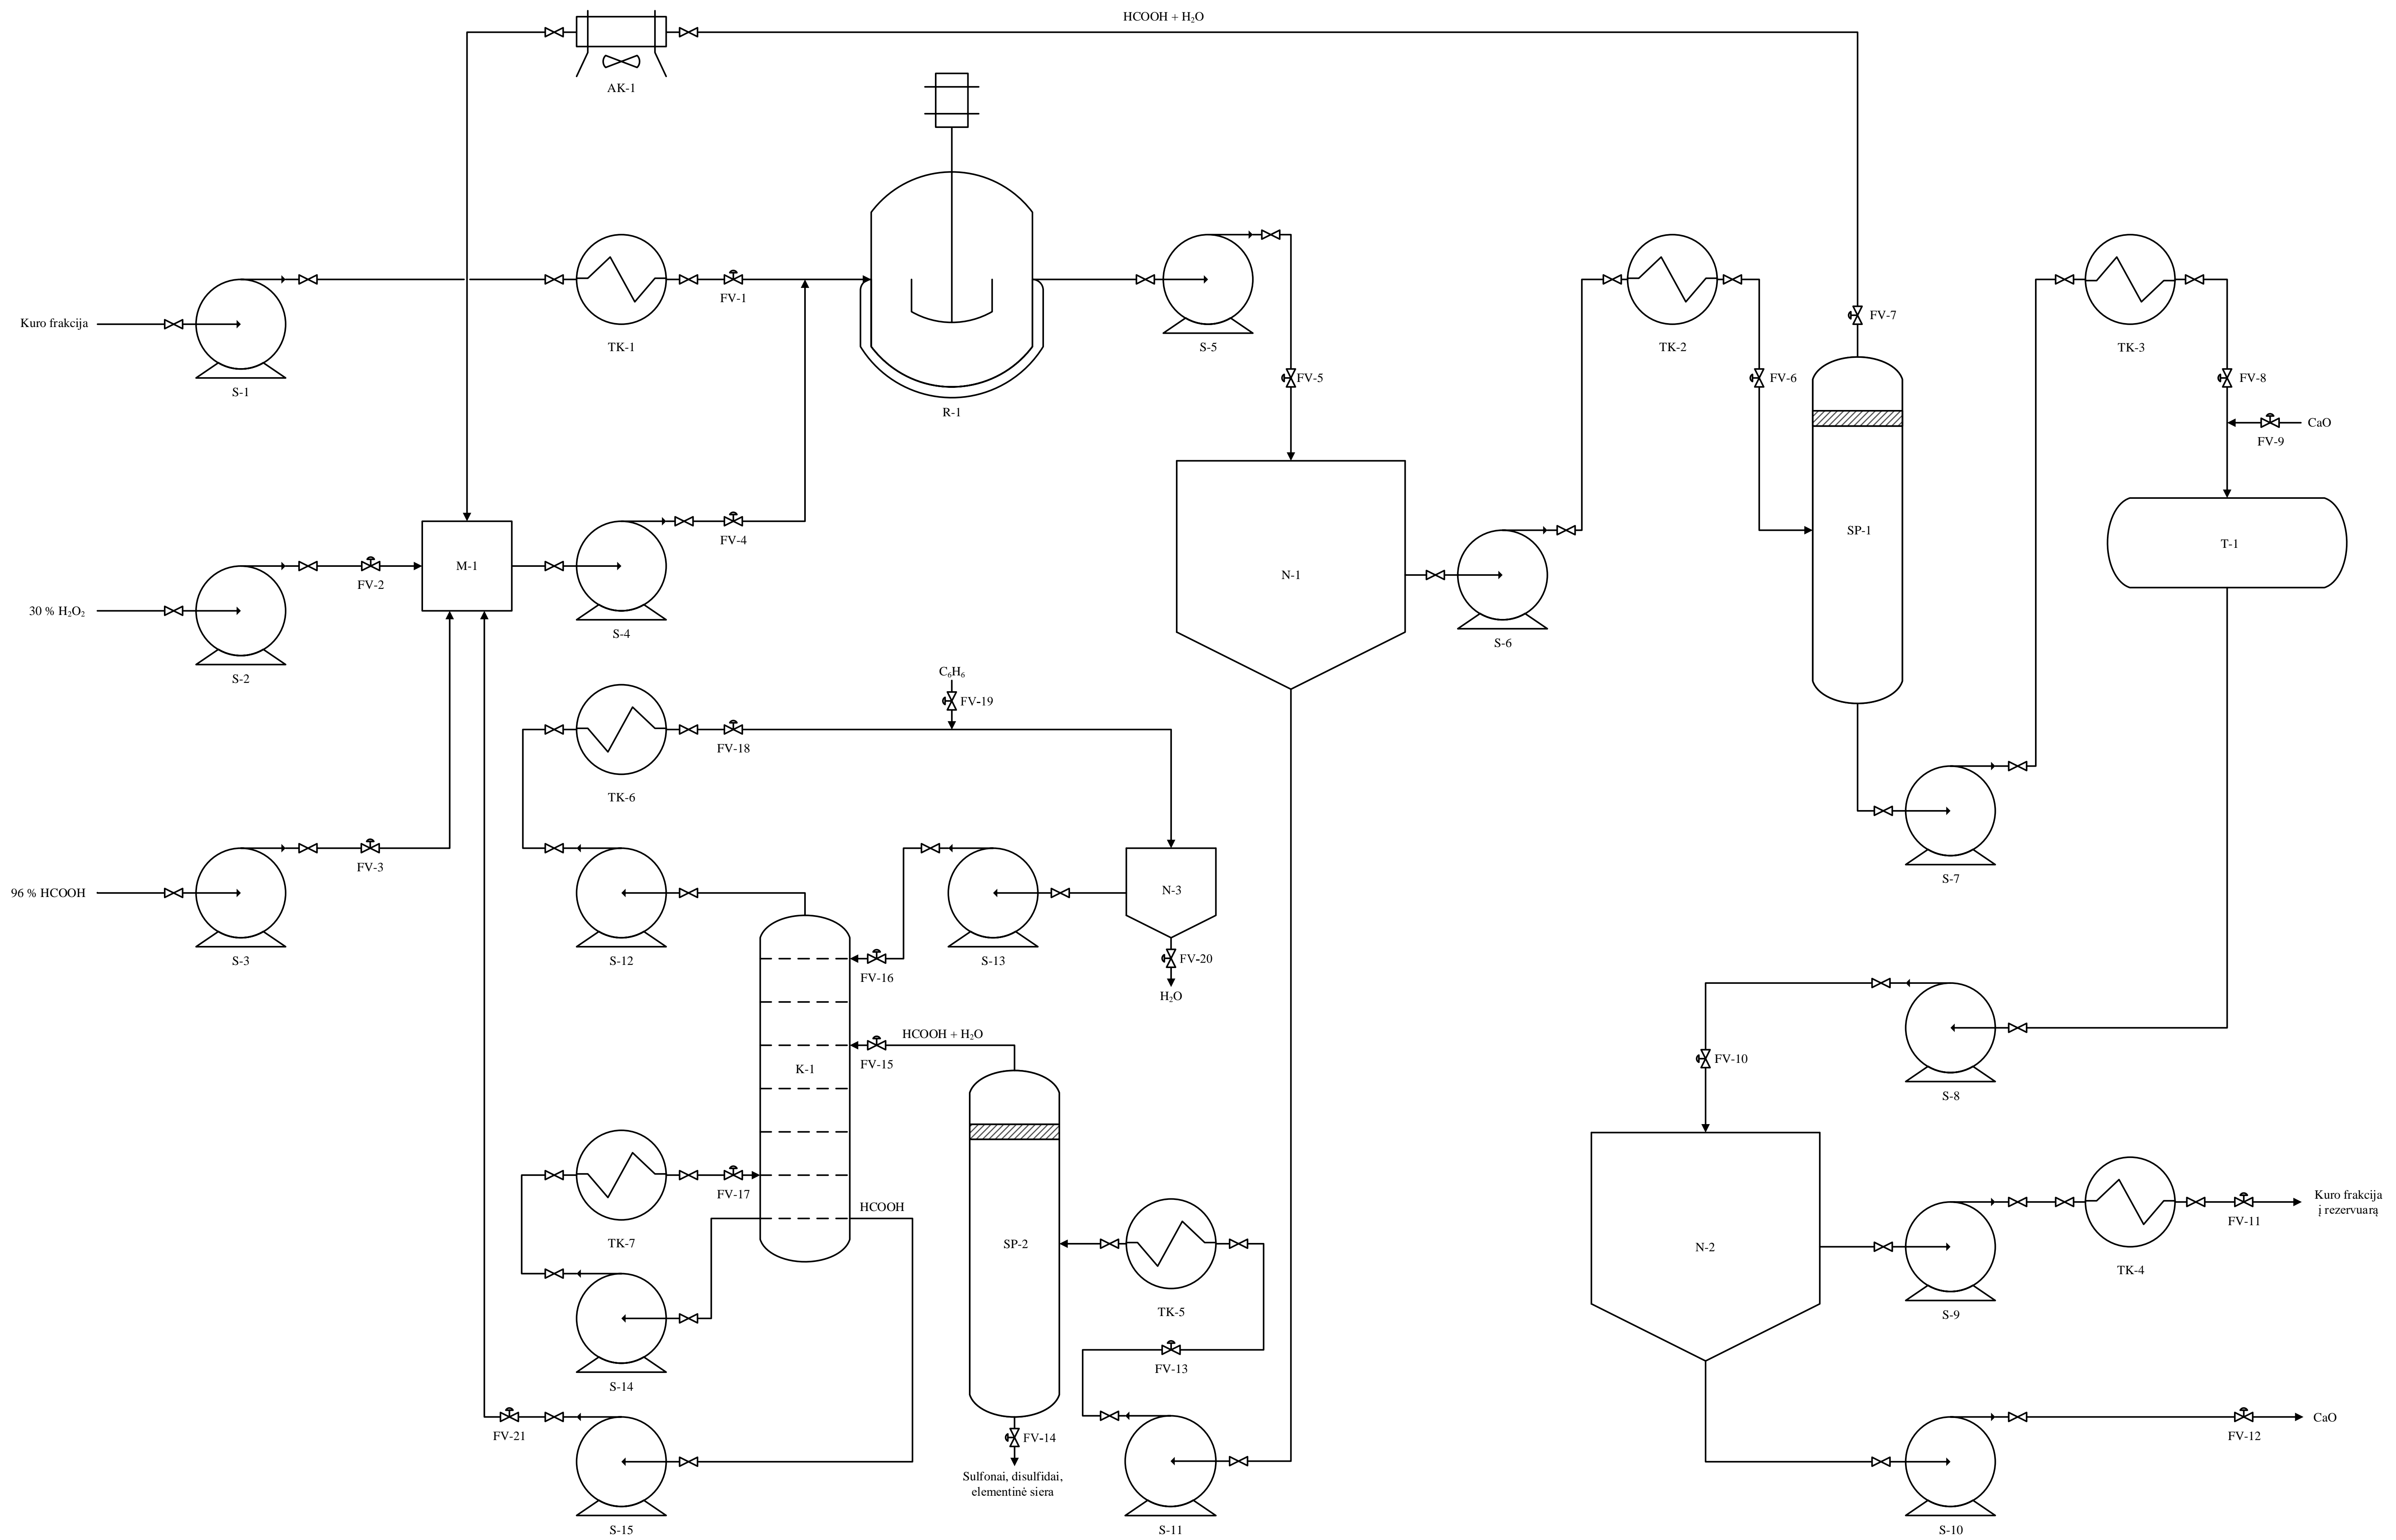 HCOOH + H₂O
AK-1
Kuro frakcija
S-1
TK-1
FV-1
R-1
S-5
FV-5
TK-2
FV-6
FV-7
TK-3
FV-8
CaO
FV-9
30 % H₂O₂
S-2
FV-2
M-1
S-4
FV-4
N-1
S-6
SP-1
T-1
C₆H₆
FV-19
TK-6
FV-18
S-7
96 % HCOOH
S-3
FV-3
S-12
S-13
N-3
FV-16
FV-20
H₂O
HCOOH + H₂O
FV-15
K-1
S-8
FV-10
TK-7
FV-17
HCOOH
SP-2
TK-5
N-2
S-9
TK-4
FV-11
Kuro frakcija
į rezervuarą
S-14
FV-13
FV-21
FV-14
Sulfonai, disulfidai,
elementinė siera
FV-12
CaO
S-15
S-11
S-10